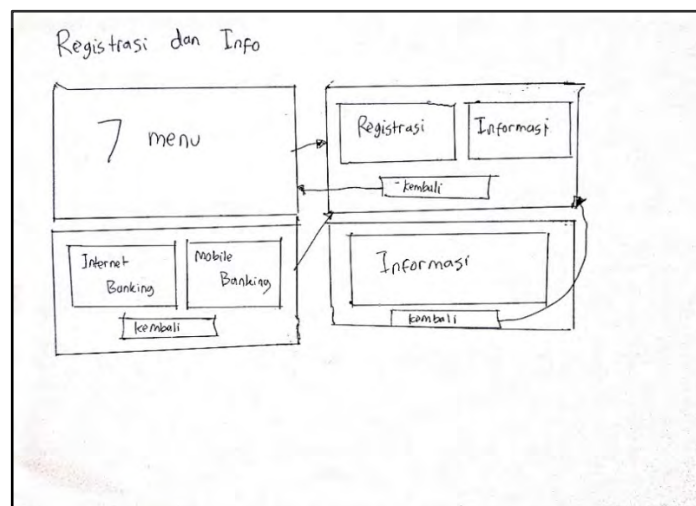 Registrasi dan Info
7 menu
Registrasi
Informasi
kembali
Internet
Banking
Mobile
Banking
kembali
Informasi
kembali